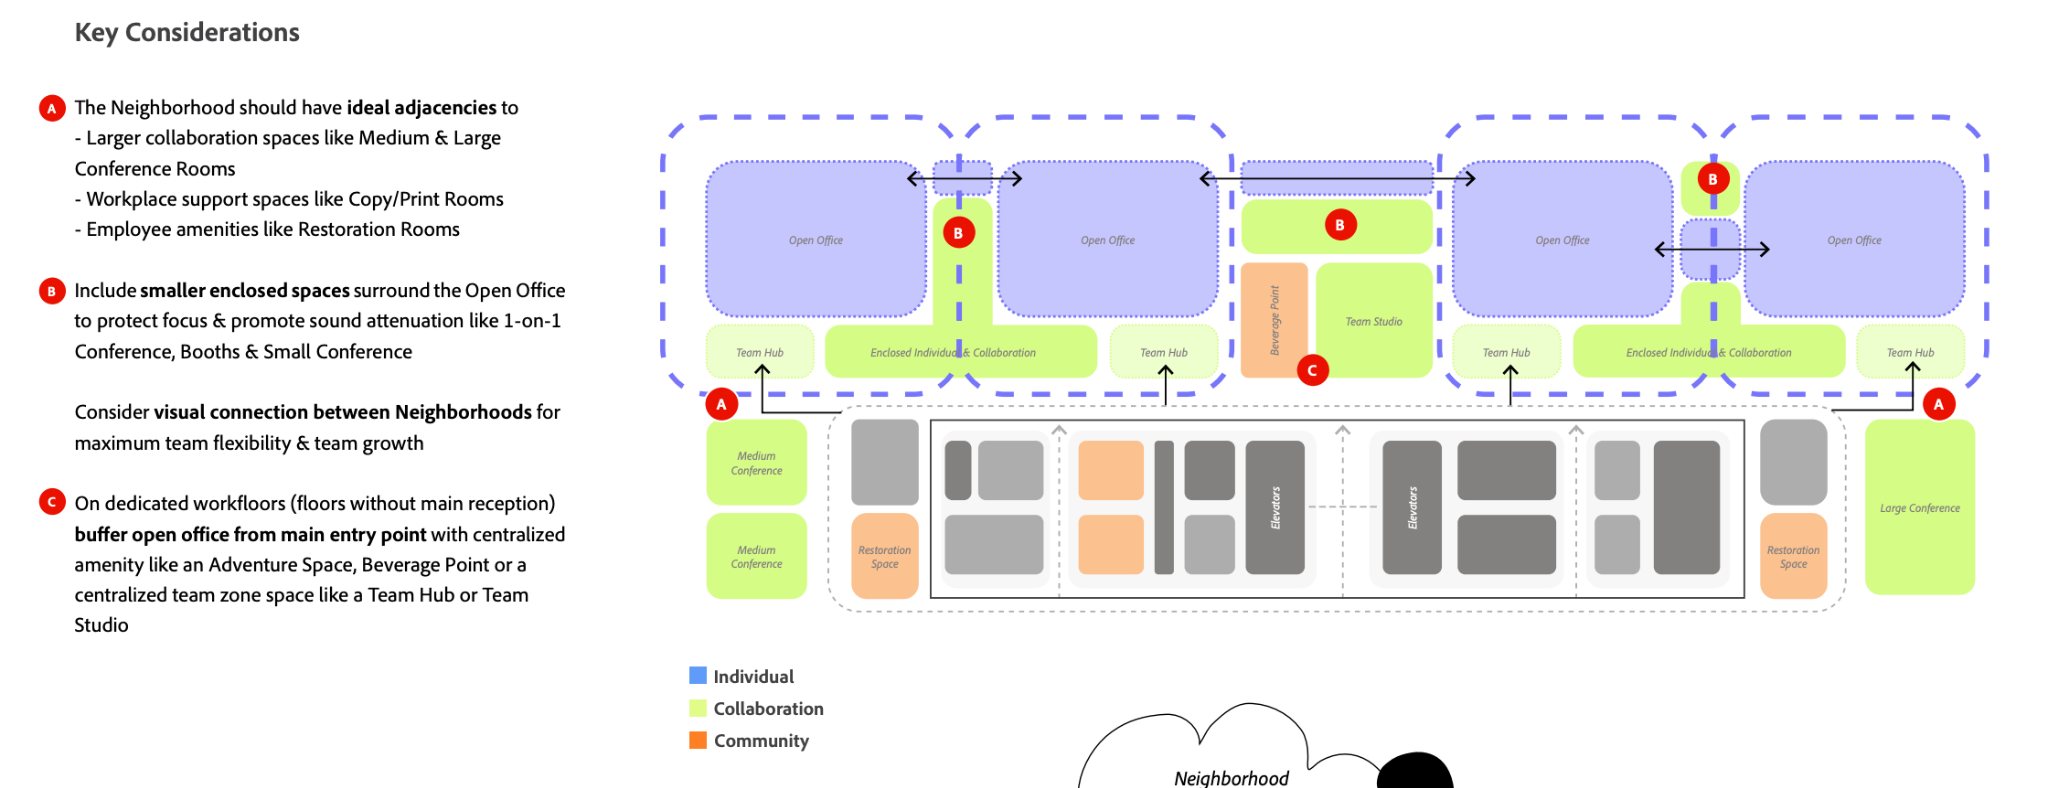 Key Considerations
A
The Neighborhood should have ideal adjacencies to
- Larger collaboration spaces like Medium & Large
Conference Rooms
- Workplace support spaces like Copy/Print Rooms
- Employee amenities like Restoration Rooms
B
Include smaller enclosed spaces surround the Open Office
to protect focus & promote sound attenuation like 1-on-1
Conference, Booths & Small Conference
Consider visual connection between Neighborhoods for
maximum team flexibility & team growth
C
On dedicated workfloors (floors without main reception)
buffer open office from main entry point with centralized
amenity like an Adventure Space, Beverage Point or a
centralized team zone space like a Team Hub or Team
Studio
Open Office
B
Open Office
B
Open Office
B
Open Office
Team Hub
Enclosed Individual & Collaboration
Team Hub
Beverage Point
Team Studio
C
Team Hub
Enclosed Individual & Collaboration
Team Hub
A
A
Medium
Conference
Medium
Conference
Restoration
Space
Elevators
Elevators
Restoration
Space
Large Conference
Individual
Collaboration
Community
Neighborhood